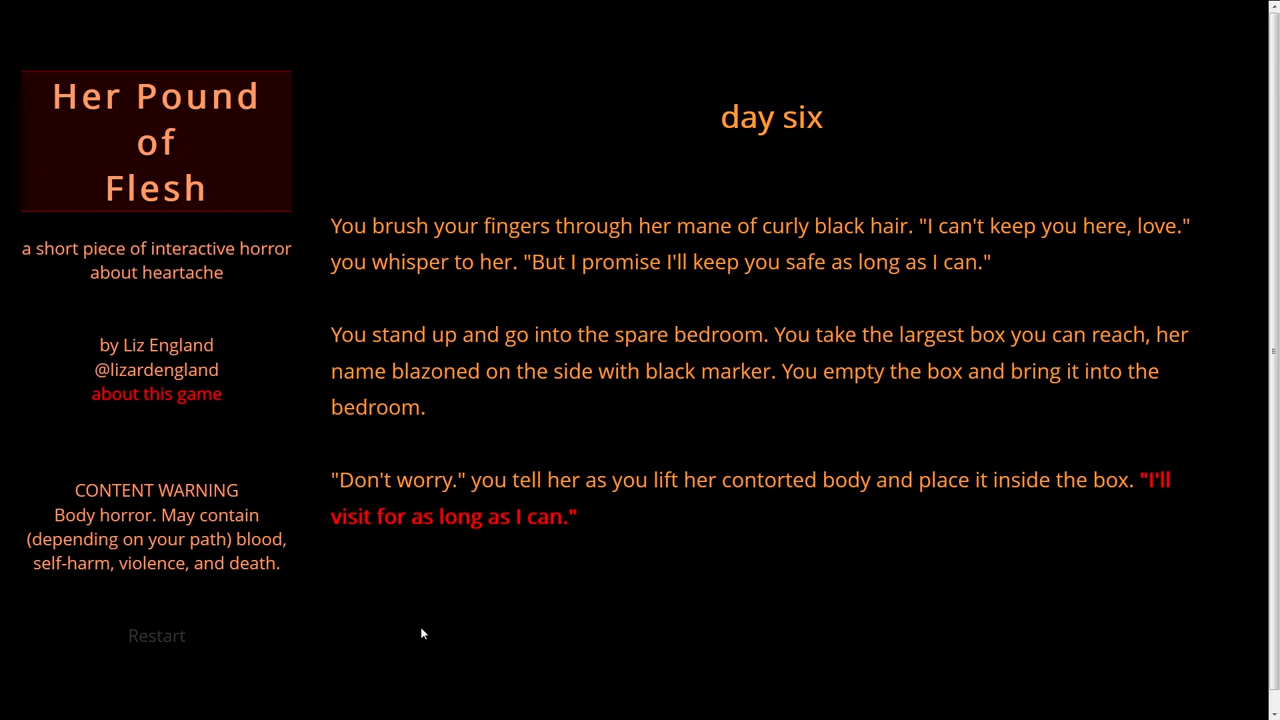 Her Pound
of
Flesh
a short piece of interactive horror
about heartache
by Liz England
@lizardengland
about this game
CONTENT WARNING
Body horror. May contain
(depending on your path) blood,
self-harm, violence, and death.
Restart
day six
You brush your fingers through her mane of curly black hair. "I can't keep you here, love."
you whisper to her. "But I promise I'll keep you safe as long as I can."
You stand up and go into the spare bedroom. You take the largest box you can reach, her
name blazoned on the side with black marker. You empty the box and bring it into the
bedroom.
"Don't worry." you tell her as you lift her contorted body and place it inside the box. "I'll
visit for as long as I can."